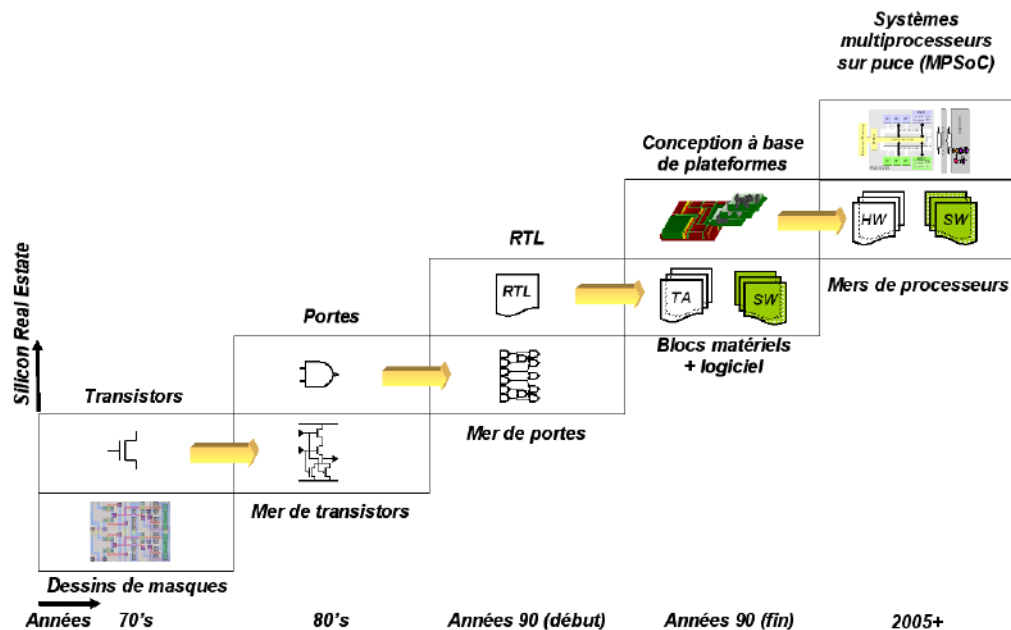 Systèmes
multiprocesseurs
sur puce (MPSoC)
Conception à base
de plateformes
HW
SW
RTL
RTL
TA
SW
Mers de processeurs
Portes
Blocs matériels
+ logiciel
Silicon Real Estate
Transistors
Mer de portes
Mer de transistors
Dessins de masques
Années
70's
80's
Années 90 (début)
Années 90 (fin)
2005+